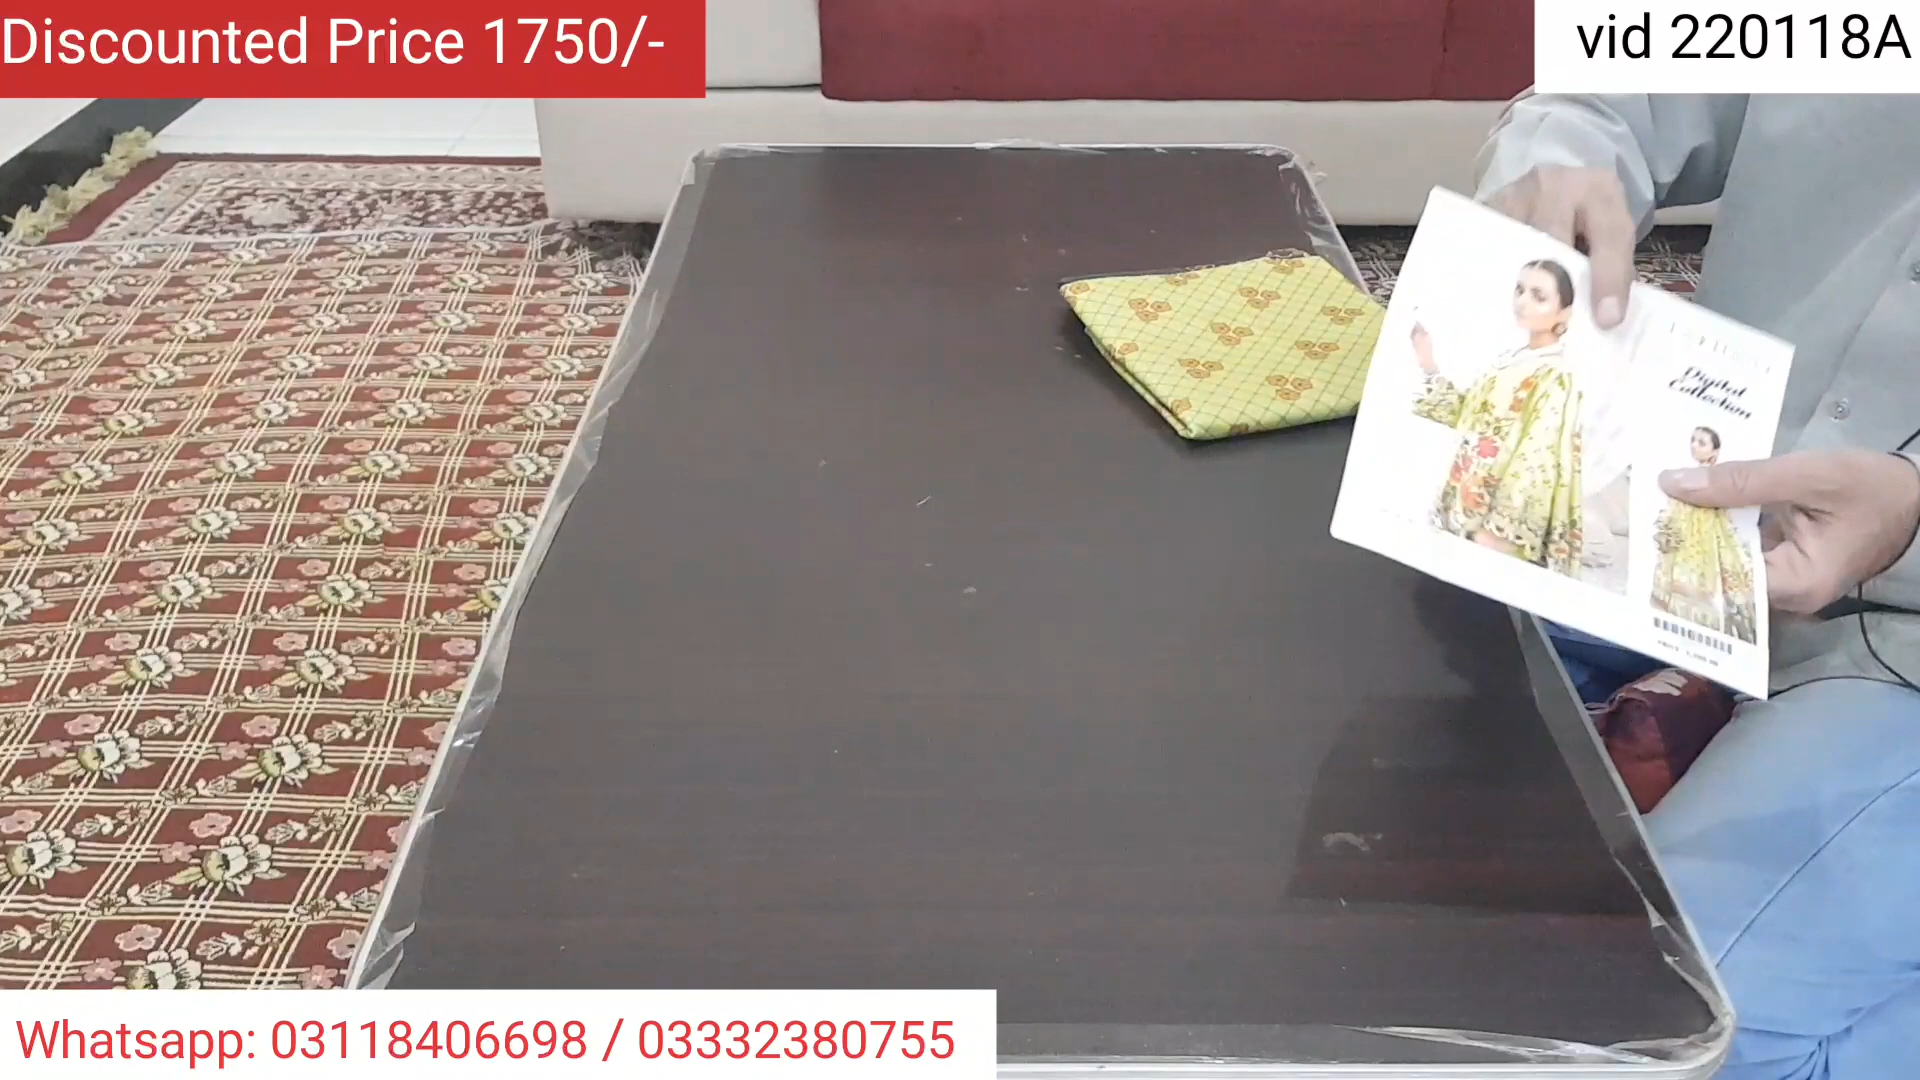 Discounted Price 1750/-
vid 220118A
Digital
Collection
Whatsapp: 03118406698 / 03332380755